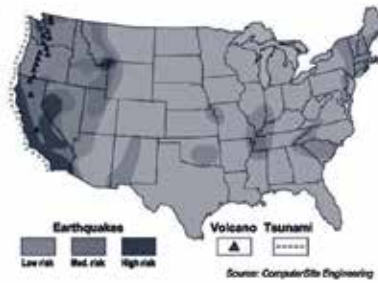 Earthquakes
Volcano Tsunami
Low risk Med. risk High risk
Source: ComputerSite Engineering